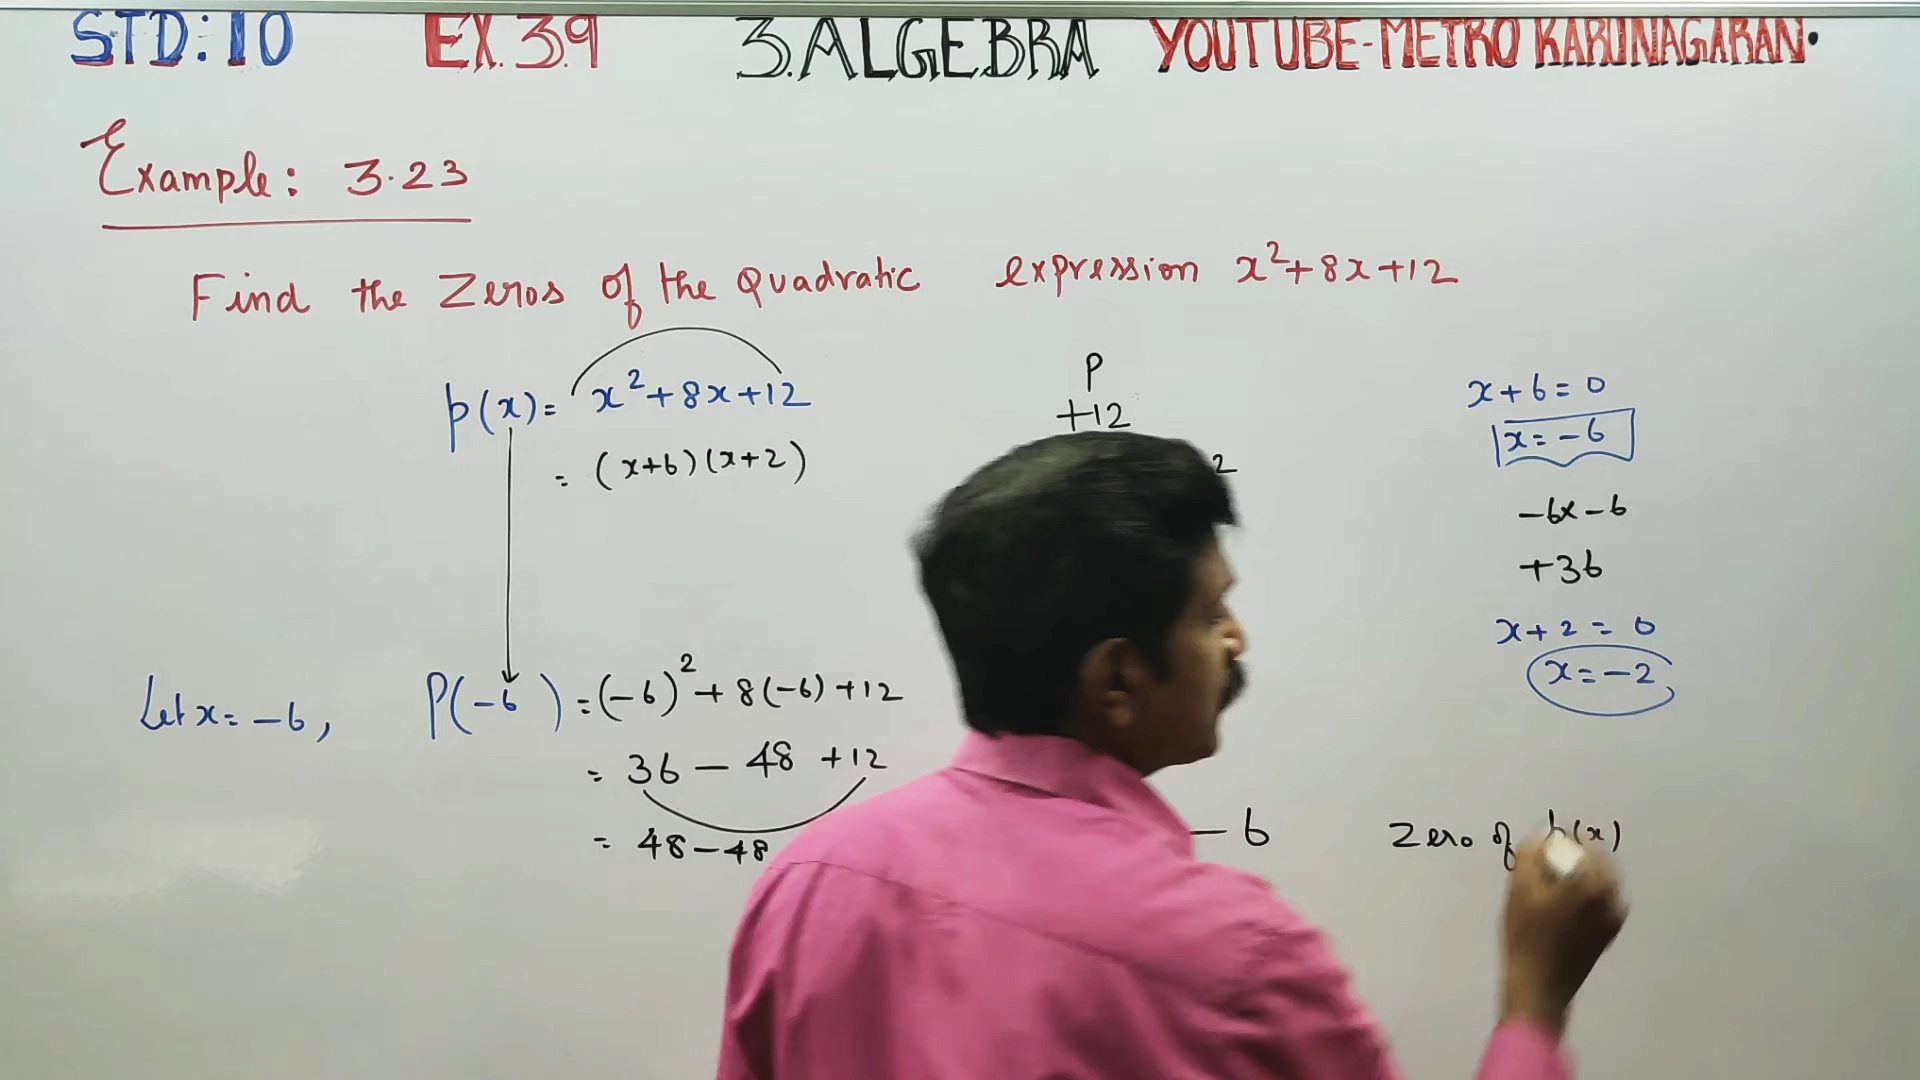 STD: 10 EX. 3.9 3. ALGEBRA YOUTUBE-METRO KARUNAGARAN.
Example: 3.23
Find the Zeros of the Quadratic expression x²+8x+12
p(x) = x²+8x+12
= (x+6)(x+2)
Let x = -6, P(-6) = (-6)²+8(-6)+12
= 36 - 48 +12
= 48-48
P
+12
2
- 6
x+6=0
x=-6
-6x-6
+36
x+2=0
x=-2
Zero of p(x)